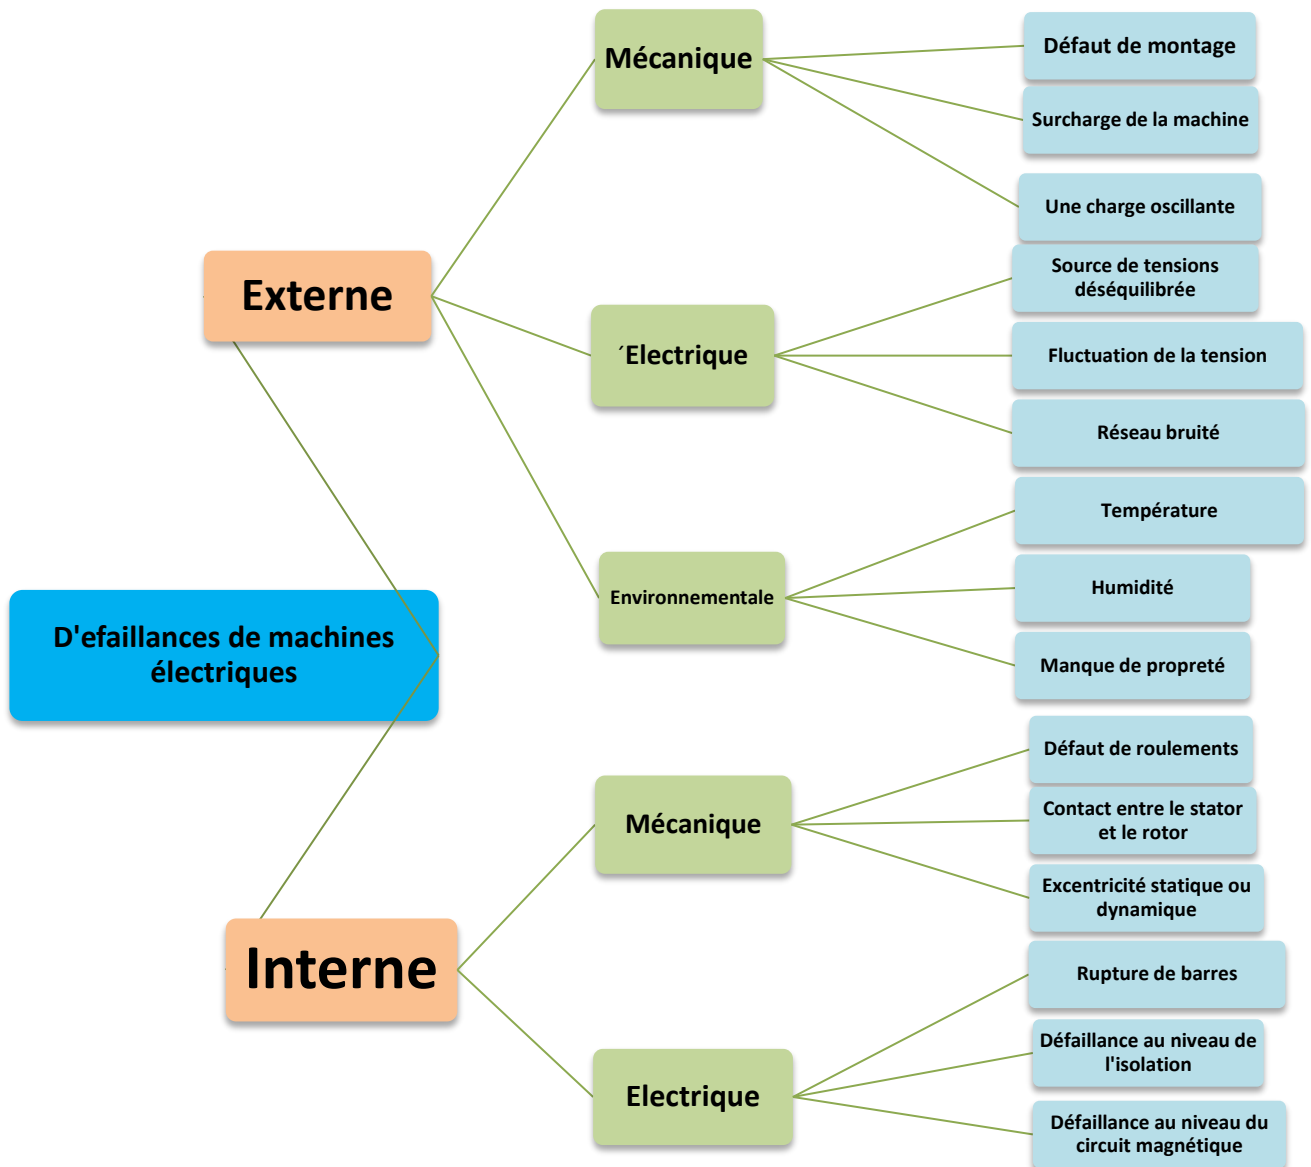 Mécanique
Défaut de montage
Surcharge de la machine
Une charge oscillante
Externe
´Electrique
Source de tensions
déséquilibrée
Fluctuation de la tension
Réseau bruité
Environnementale
Température
Humidité
Manque de propreté
D'efaillances de machines
électriques
Interne
Mécanique
Défaut de roulements
Contact entre le stator
et le rotor
Excentricité statique ou
dynamique
Electrique
Rupture de barres
Défaillance au niveau de
l'isolation
Défaillance au niveau du
circuit magnétique